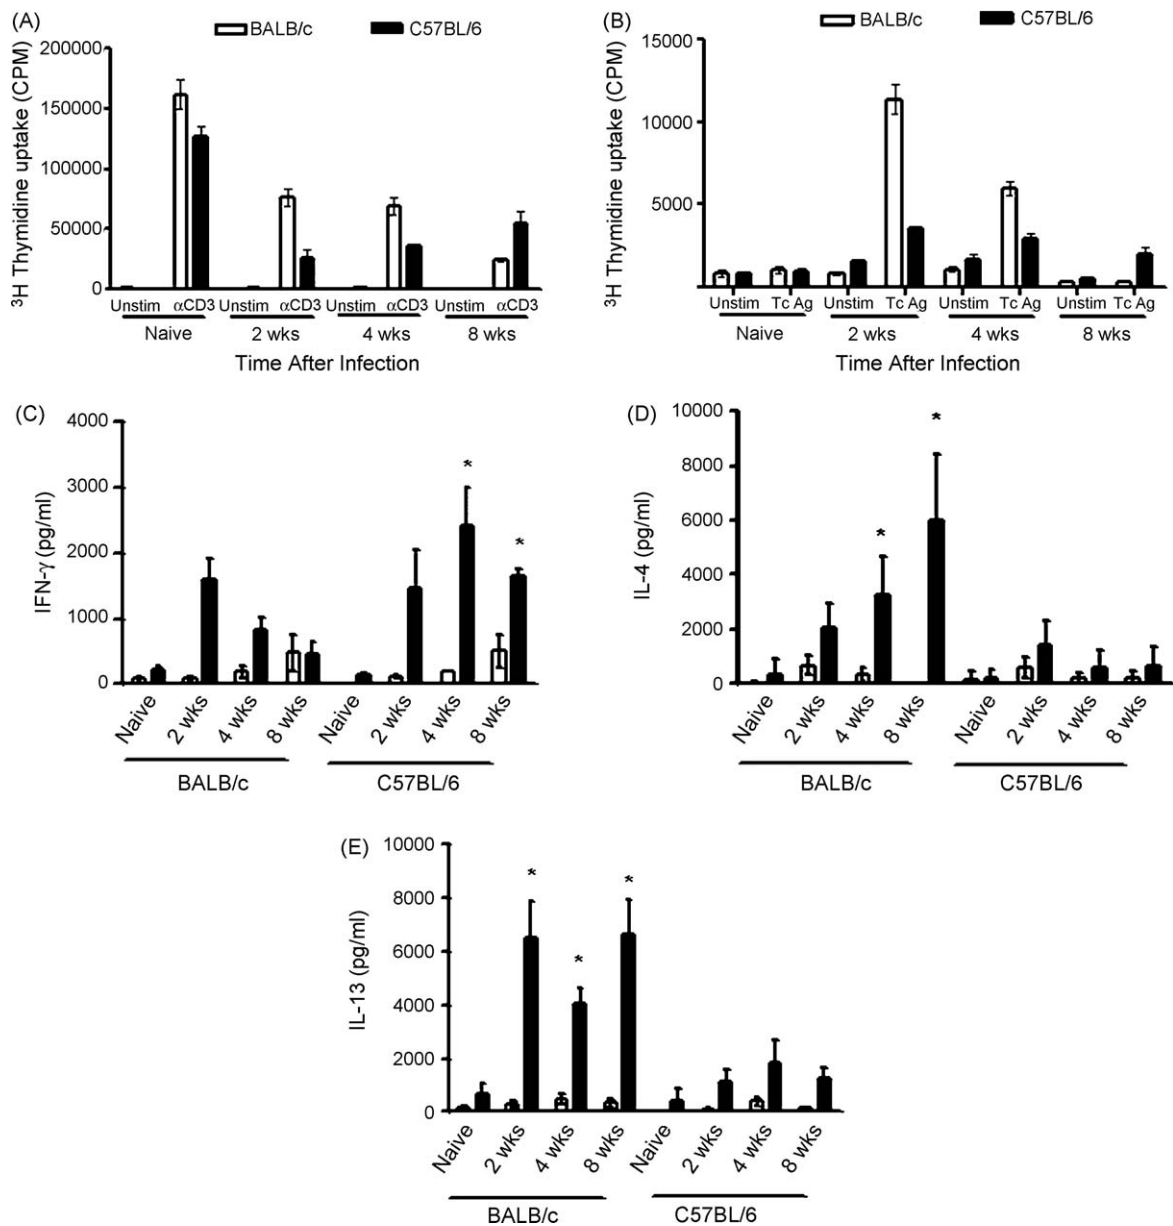 (A)
BALB/c C57BL/6
³H Thymidine uptake (CPM)
200000
150000
100000
50000
0
Unstim αCD3 Unstim αCD3 Unstim αCD3 Unstim αCD3
Naive 2 wks 4 wks 8 wks
Time After Infection
(B)
BALB/c C57BL/6
³H Thymidine uptake (CPM)
15000
10000
5000
Unstim Tc Ag Unstim Tc Ag Unstim Tc Ag Unstim Tc Ag
Naive 2 wks 4 wks 8 wks
Time After Infection
(C)
IFN-γ (pg/ml)
4000
3000
2000
1000
0
* *
Naive 2 wks 4 wks 8 wks Naive 2 wks 4 wks 8 wks
BALB/c C57BL/6
(D)
IL-4 (pg/ml)
10000
8000
6000
4000
2000
0
* *
Naive 2 wks 4 wks 8 wks Naive 2 wks 4 wks 8 wks
BALB/c C57BL/6
(E)
IL-13 (pg/ml)
10000
8000
6000
4000
2000
0
* * *
Naive 2 wks 4 wks 8 wks Naive 2 wks 4 wks 8 wks
BALB/c C57BL/6